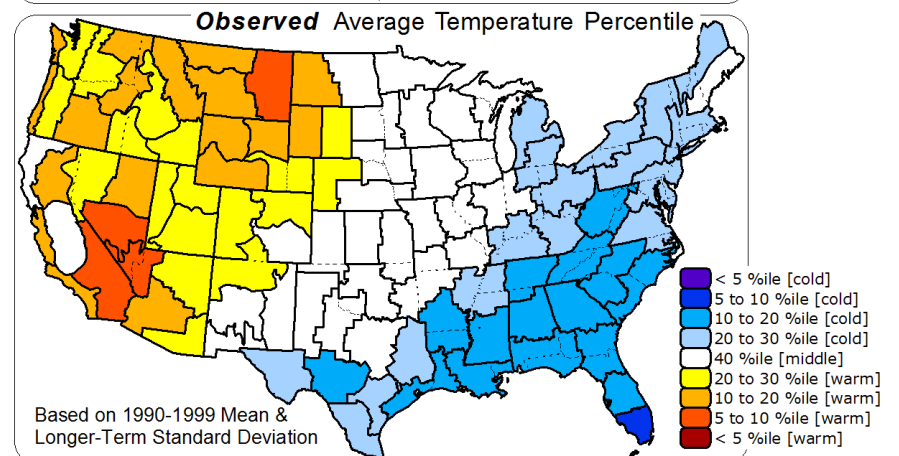 Observed Average Temperature Percentile
< 5 %ile [cold]
5 to 10 %ile [cold]
10 to 20 %ile [cold]
20 to 30 %ile [cold]
40 %ile [middle]
20 to 30 %ile [warm]
10 to 20 %ile [warm]
5 to 10 %ile [warm]
< 5 %ile [warm]
Based on 1990-1999 Mean &
Longer-Term Standard Deviation